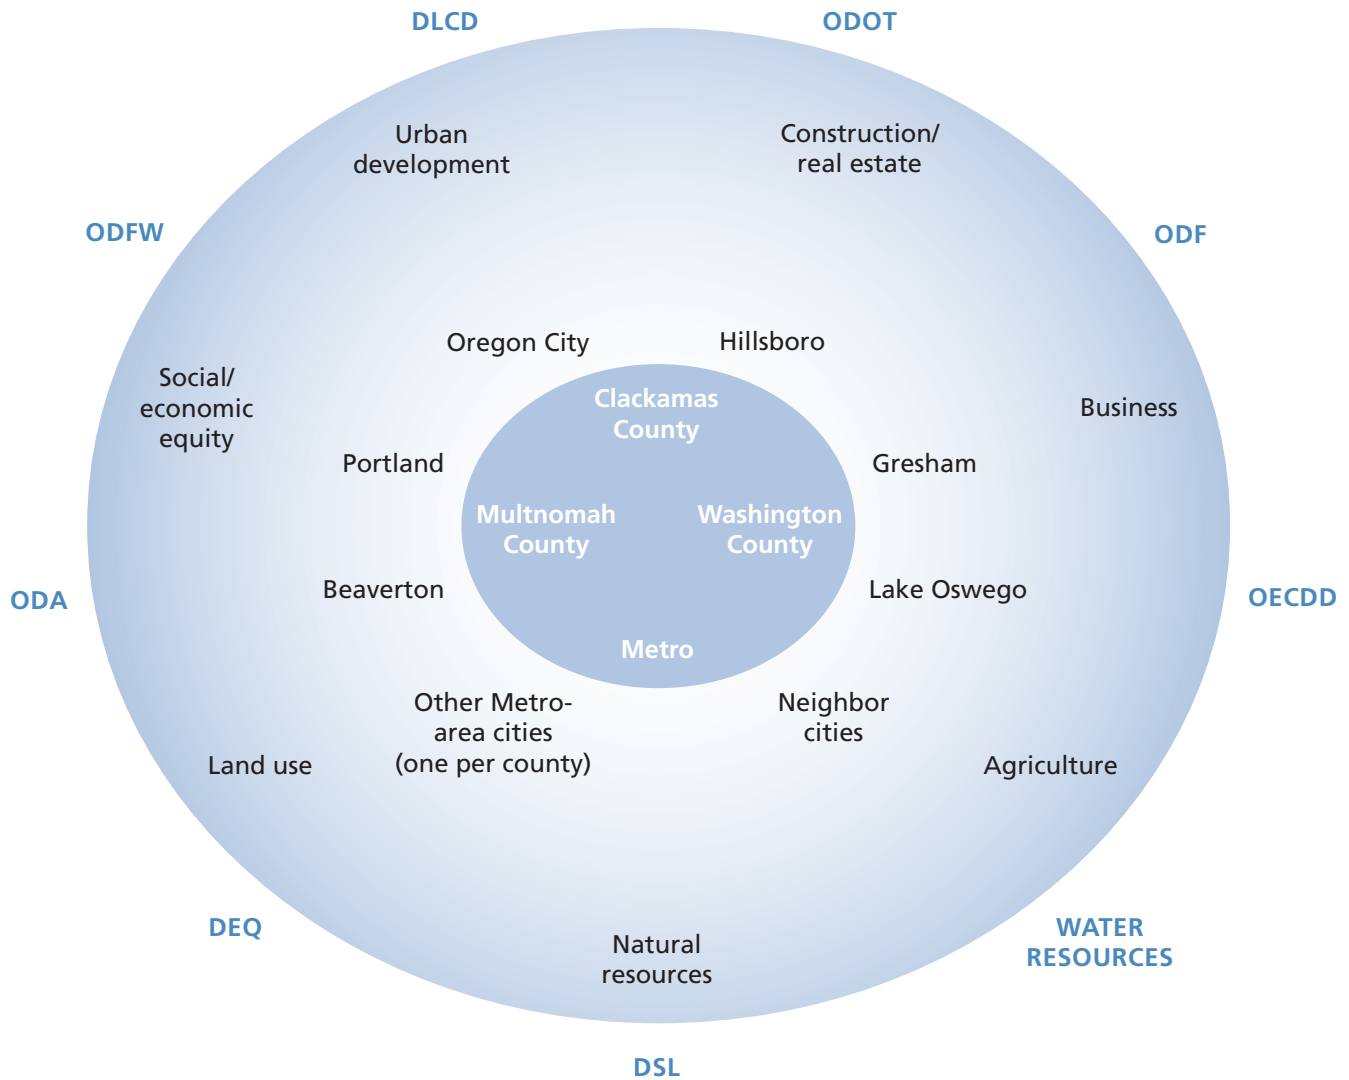 DLCD
ODOT
Urban
development
Construction/
real estate
ODFW
ODF
Oregon City
Hillsboro
Social/
economic
equity
Clackamas
County
Business
Portland
Gresham
Multnomah
County
Washington
County
Beaverton
Lake Oswego
ODA
OECDD
Metro
Other Metro-
area cities
(one per county)
Neighbor
cities
Land use
Agriculture
DEQ
WATER
RESOURCES
Natural
resources
DSL